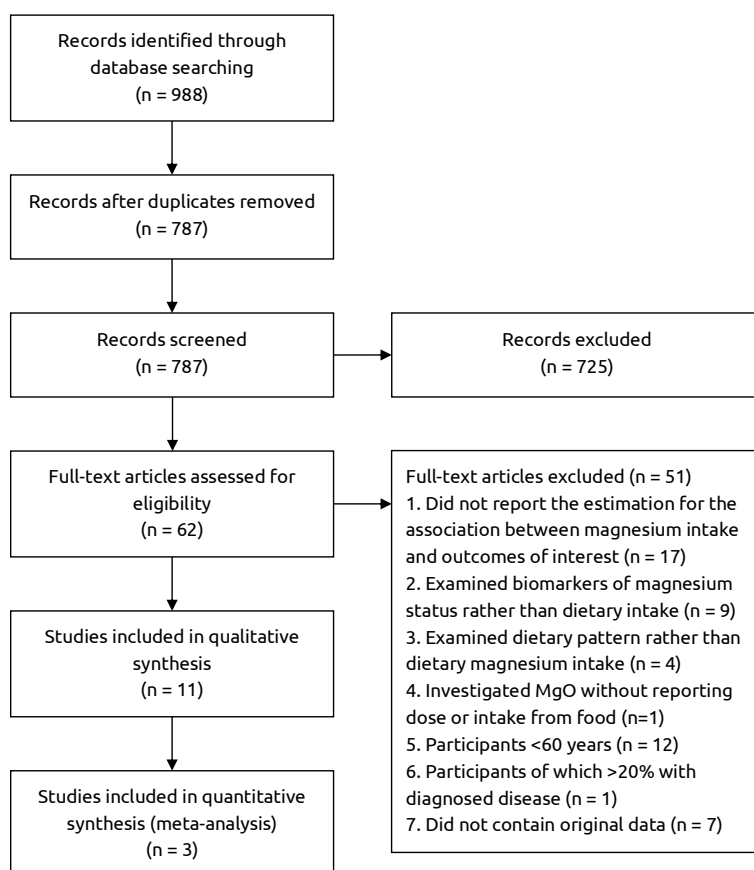 Records identified through
database searching
(n = 988)
Records after duplicates removed
(n = 787)
Records screened
(n = 787)
Records excluded
(n = 725)
Full-text articles assessed for
eligibility
(n = 62)
Full-text articles excluded (n = 51)
1. Did not report the estimation for the
association between magnesium intake
and outcomes of interest (n = 17)
2. Examined biomarkers of magnesium
status rather than dietary intake (n = 9)
3. Examined dietary pattern rather than
dietary magnesium intake (n = 4)
4. Investigated MgO without reporting
dose or intake from food (n=1)
5. Participants <60 years (n = 12)
6. Participants of which >20% with
diagnosed disease (n = 1)
7. Did not contain original data (n = 7)
Studies included in qualitative
synthesis
(n = 11)
Studies included in quantitative
synthesis (meta-analysis)
(n = 3)